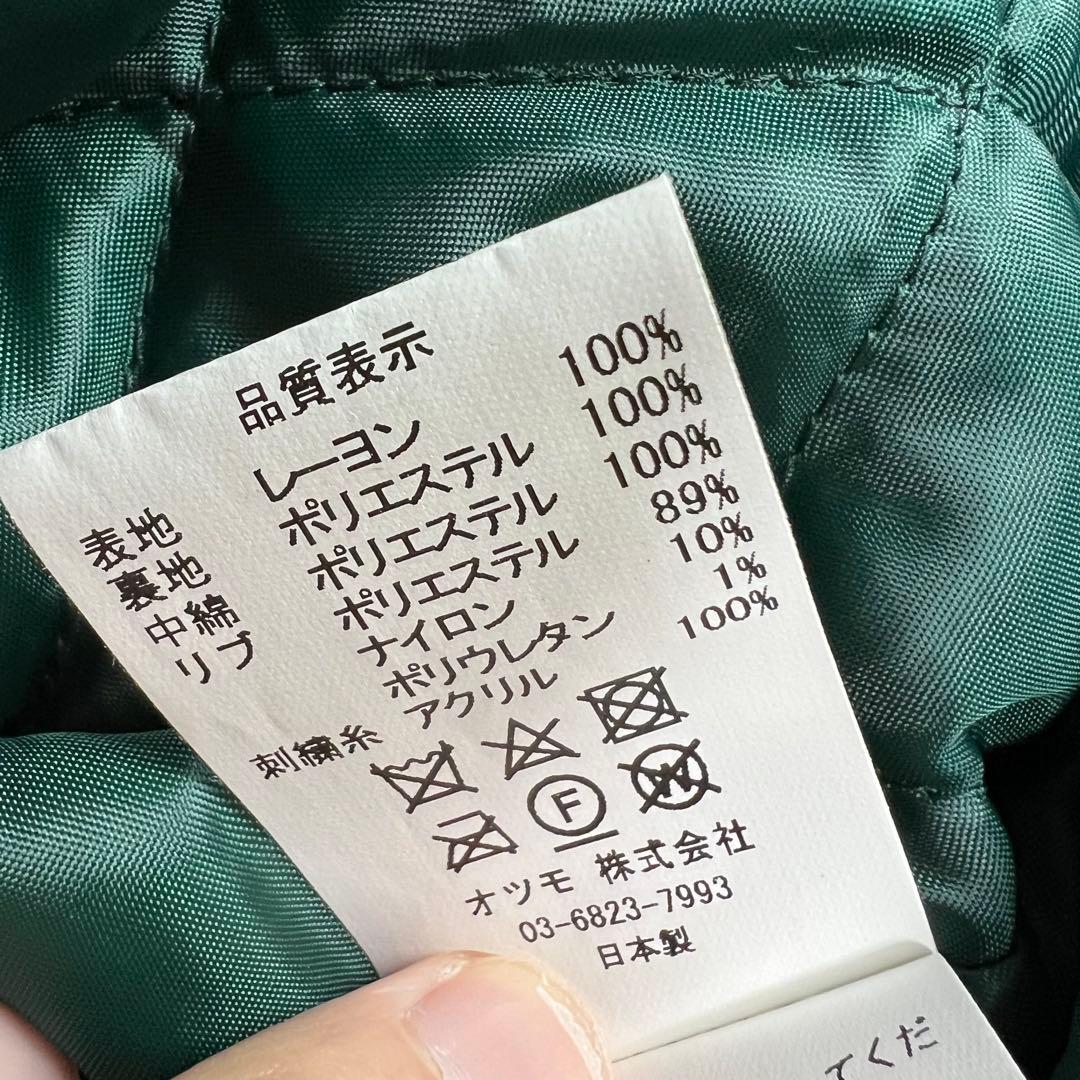 品質表示
表地 レーヨン 100%
裏地 ポリエステル 100%
中綿 ポリエステル 100%
リブ ポリエステル 89%
ナイロン 10%
ポリウレタン 1%
刺繍糸 アクリル 100%
F
W
オツモ 株式会社
03-6823-7993
日本製
てくだ